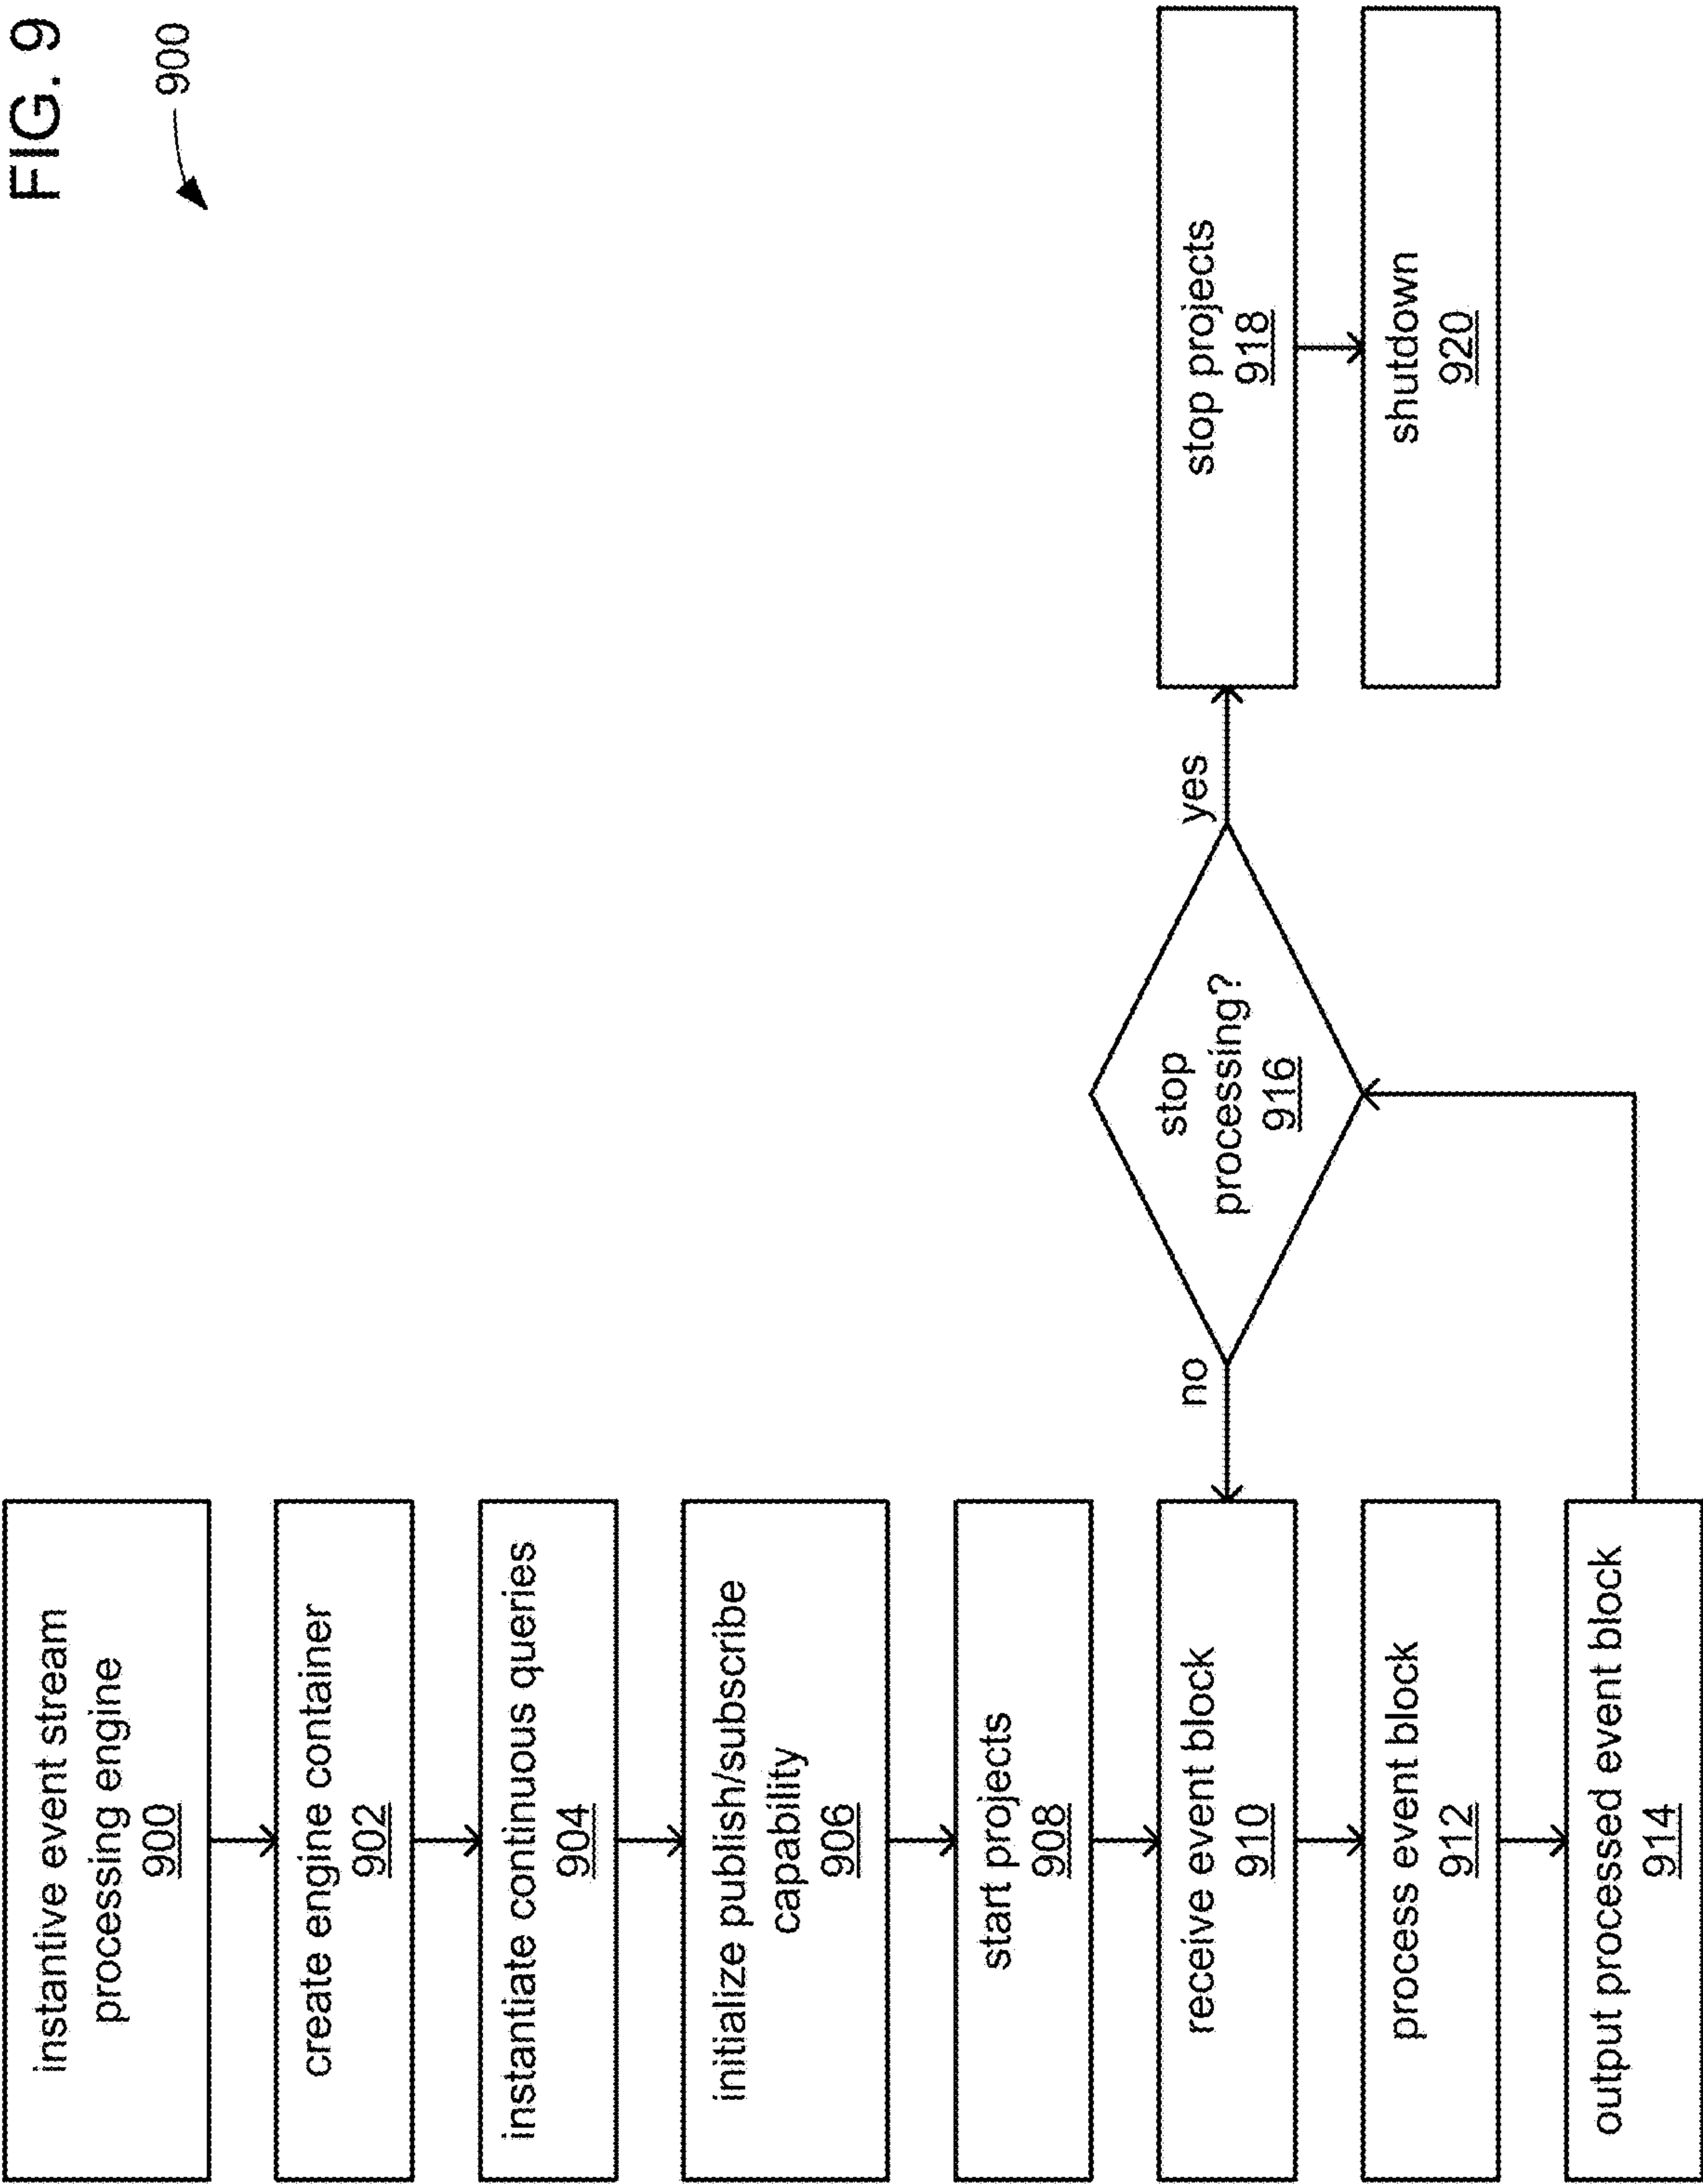 FIG. 9
900
instantive event stream
processing engine
900
create engine container
902
instantiate continuous queries
904
initialize publish/subscribe
capability
906
start projects
908
receive event block
910
process event block
912
output processed event block
914
stop
processing?
916
no
yes
stop projects
918
shutdown
920